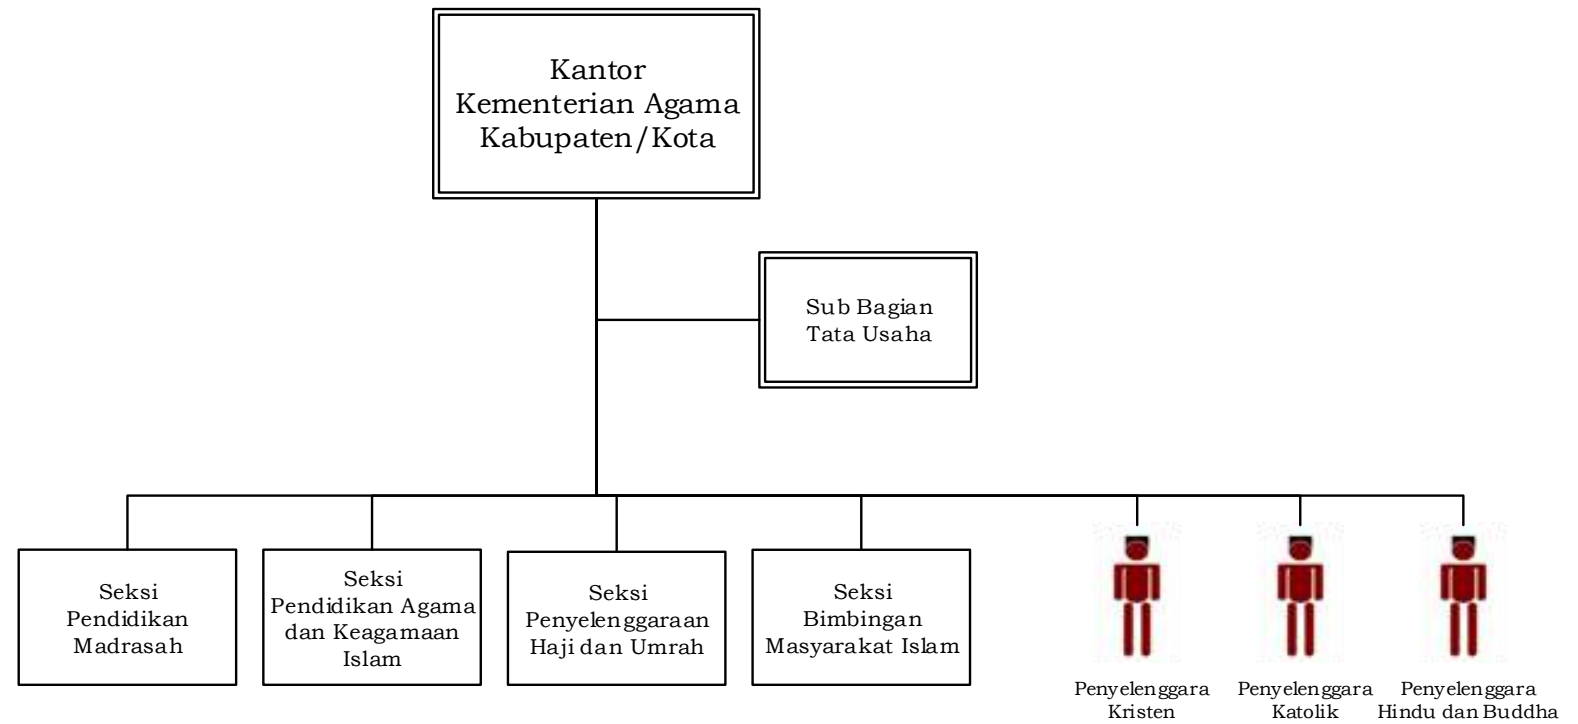 Kantor
Kementerian Agama
Kabupaten/Kota
Sub Bagian
Tata Usaha
Seksi
Pendidikan
Madrasah
Seksi
Pendidikan Agama
dan Keagamaan
Islam
Seksi
Penyelenggaraan
Haji dan Umrah
Seksi
Bimbingan
Masyarakat Islam
Penyelenggara
Kristen
Penyelenggara
Katolik
Penyelenggara
Hindu dan Buddha